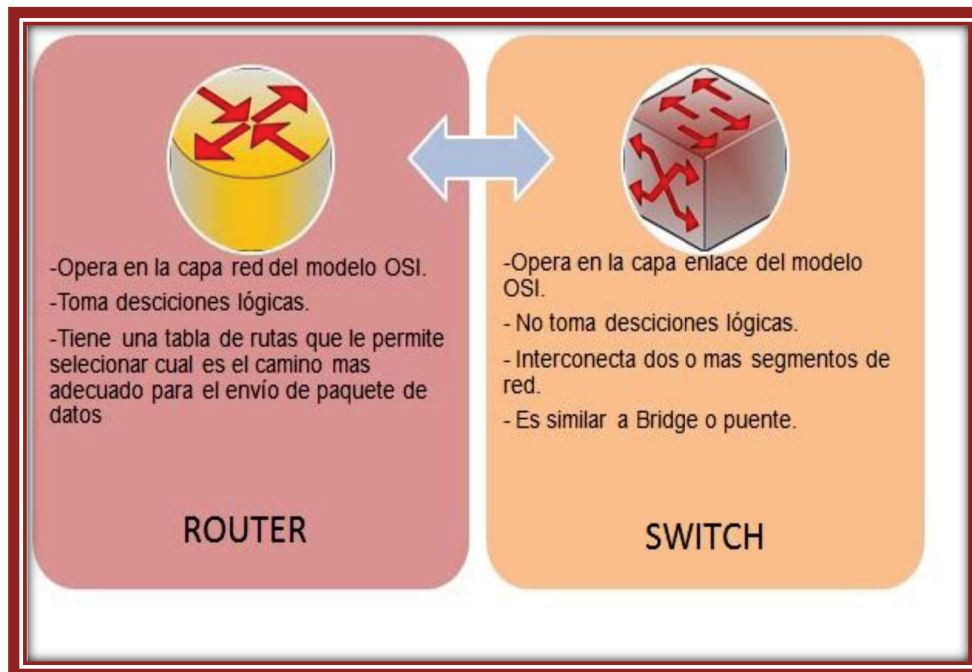 -Opera en la capa red del modelo OSI.
-Toma desciciones lógicas.
-Tiene una tabla de rutas que le permite
selecionar cual es el camino mas
adecuado para el envío de paquete de
datos
ROUTER
-Opera en la capa enlace del modelo
OSI.
- No toma desciciones lógicas.
- Interconecta dos o mas segmentos de
red.
- Es similar a Bridge o puente.
SWITCH